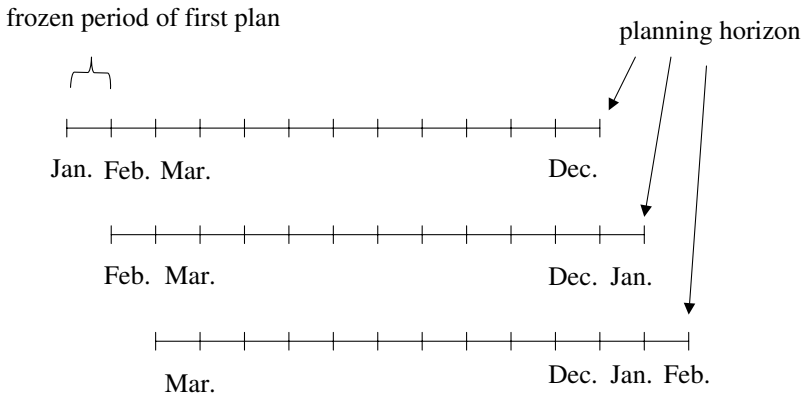 frozen period of first plan
planning horizon
Jan. Feb. Mar. Dec.
Feb. Mar. Dec. Jan.
Mar. Dec. Jan. Feb.